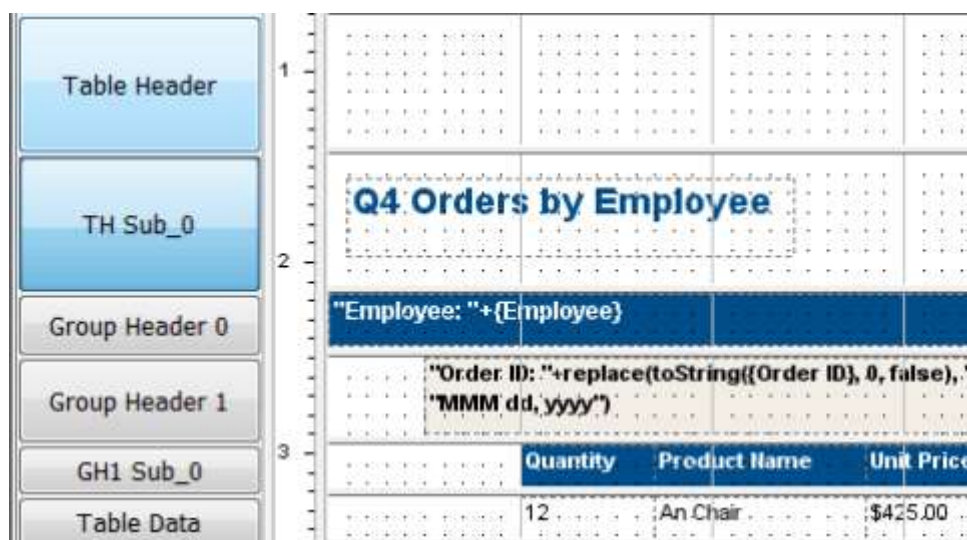 Table Header
1
TH Sub_0
Q4 Orders by Employee
2
Group Header 0
"Employee: "+{Employee}
Group Header 1
"Order ID: "+replace(toString({Order ID}, 0, false), "
"MMM dd, yyyy")
3
GH1 Sub_0
Quantity Product Name Unit Price
Table Data
12 An Chair $425.00